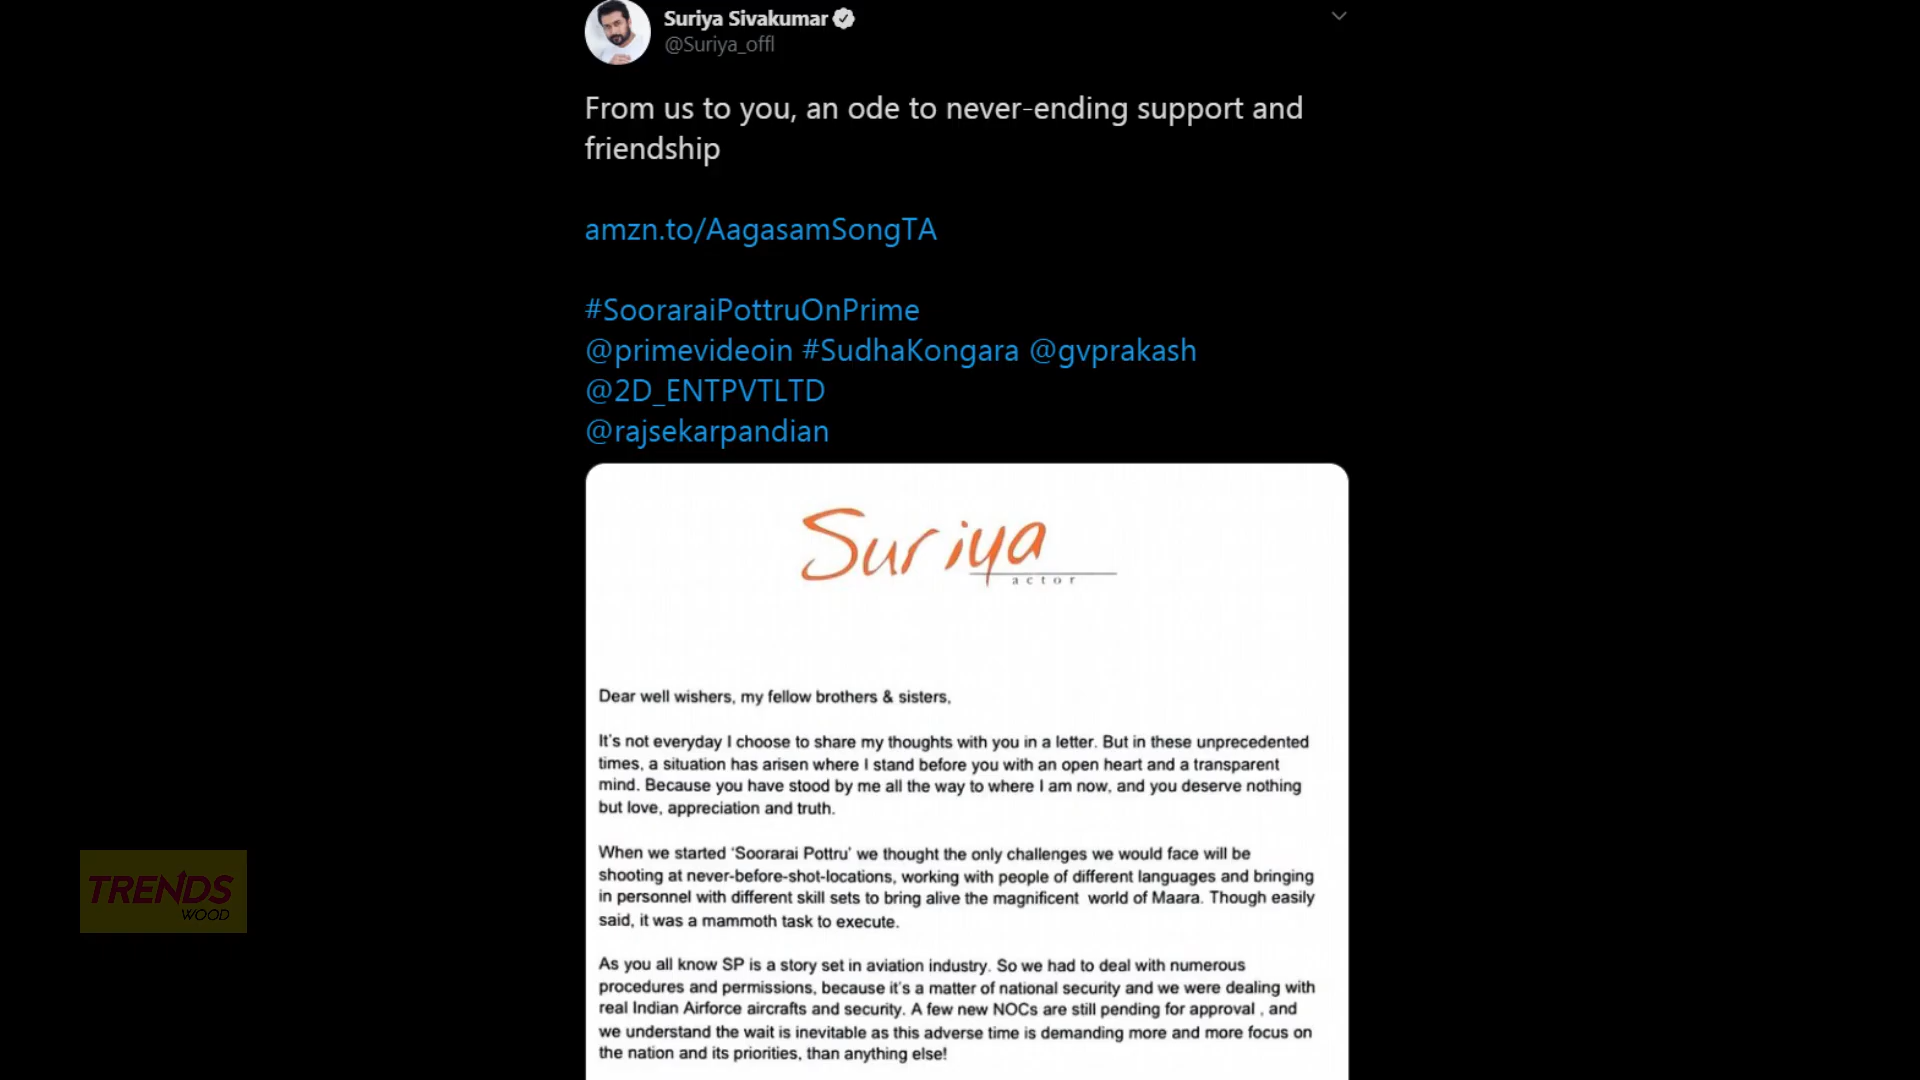 Suriya Sivakumar
@Suriya_offl
From us to you, an ode to never-ending support and
friendship
amzn.to/AagasamSongTA
#SooraraiPottruOnPrime
@primevideoin #SudhaKongara @gvprakash
@2D_ENTPVTLTD
@rajsekarpandian
Suriya
actor
Dear well wishers, my fellow brothers & sisters,
It's not everyday I choose to share my thoughts with you in a letter. But in these unprecedented
times, a situation has arisen where I stand before you with an open heart and a transparent
mind. Because you have stood by me all the way to where I am now, and you deserve nothing
but love, appreciation and truth.
When we started ‘Soorarai Pottru’ we thought the only challenges we would face will be
shooting at never-before-shot-locations, working with people of different languages and bringing
in personnel with different skill sets to bring alive the magnificent world of Maara. Though easily
said, it was a mammoth task to execute.
As you all know SP is a story set in aviation industry. So we had to deal with numerous
procedures and permissions, because it's a matter of national security and we were dealing with
real Indian Airforce aircrafts and security. A few new NOCs are still pending for approval , and
we understand the wait is inevitable as this adverse time is demanding more and more focus on
the nation and its priorities, than anything else!
TRENDS
WOOD